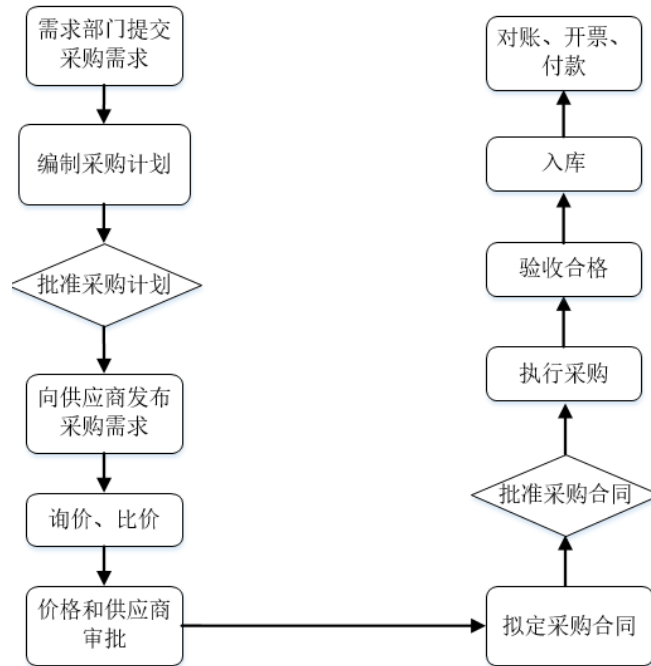 需求部门提交
采购需求
编制采购计划
批准采购计划
向供应商发布
采购需求
询价、比价
价格和供应商
审批
拟定采购合同
批准采购合同
执行采购
验收合格
入库
对账、开票、
付款